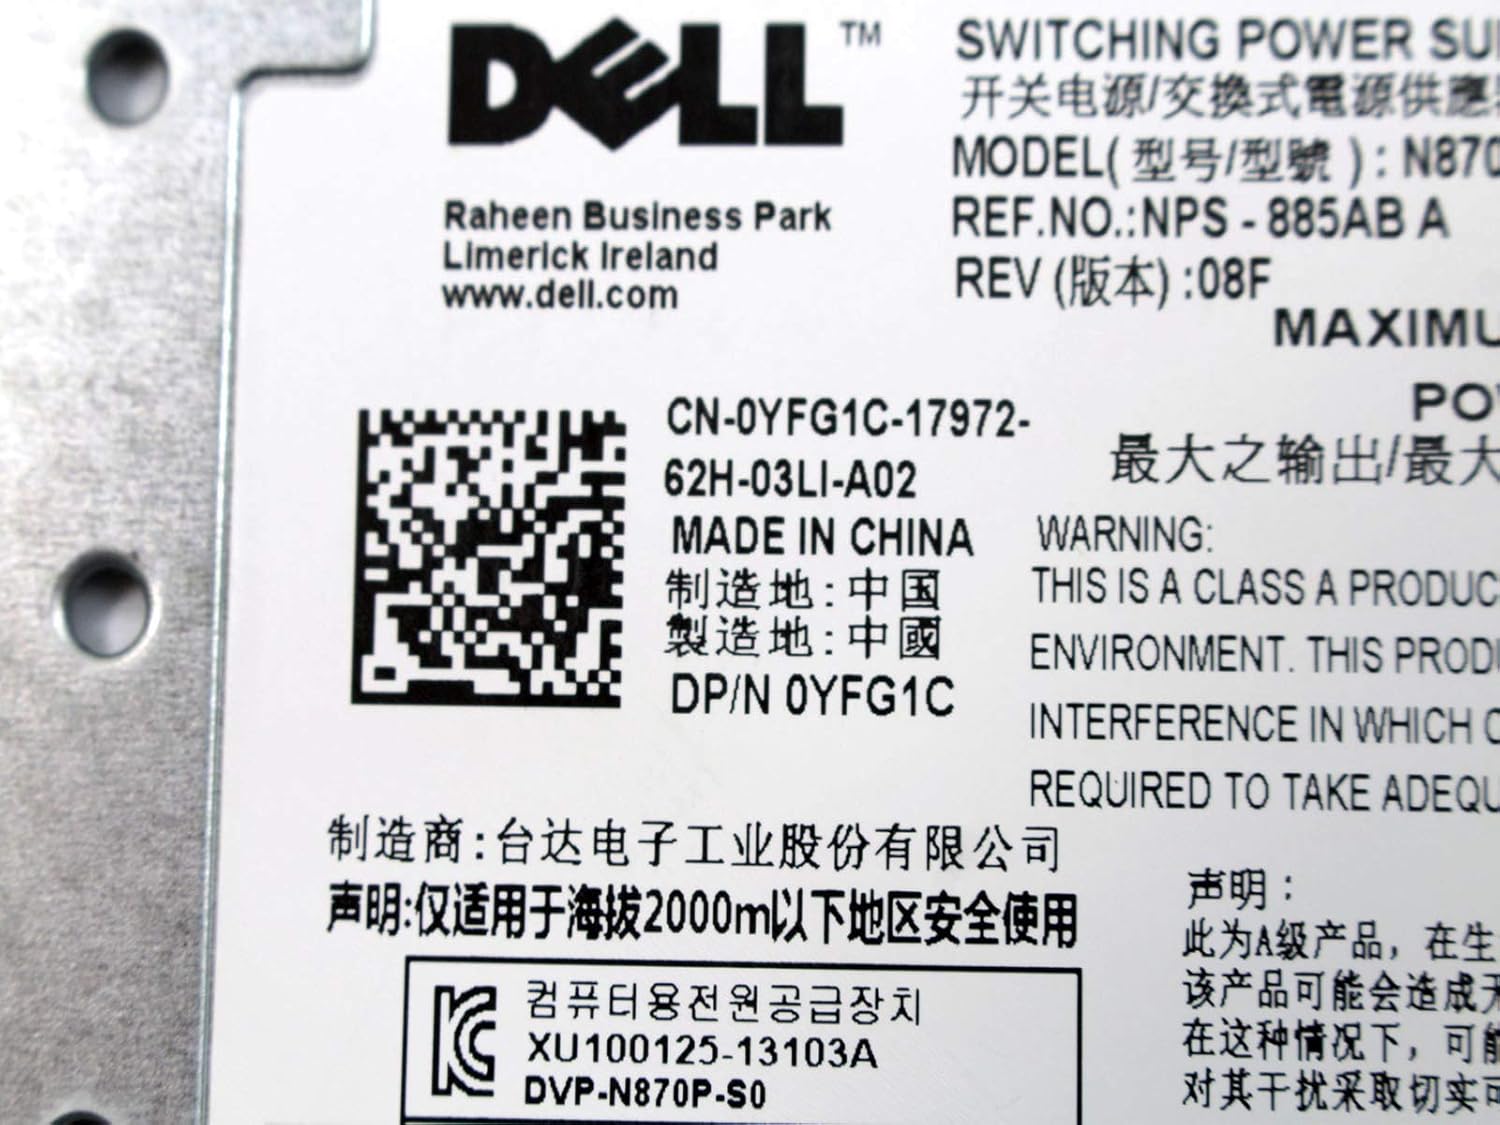 DELL™
Raheen Business Park
Limerick Ireland
www.dell.com
SWITCHING POWER
开关电源/交換式電源供應
MODEL(型号/型號):N870
REF.NO.:NPS-885AB A
REV(版本):08F
CN-0YFG1C-17972-
62H-03LI-A02
MADE IN CHINA
制造地:中国
製造地:中國
DP/N 0YFG1C
最大之输出/最大
WARNING:
THIS IS A CLASS A PRODUC
ENVIRONMENT. THIS PROD
INTERFERENCE IN WHICH
REQUIRED TO TAKE ADEQU
制造商:台达电子工业股份有限公司
声明:仅适用于海拔2000m以下地区安全使用
컴퓨터용전원공급장치
XU100125-13103A
DVP-N870P-S0
声明:
此为A级产品,在生
该产品可能会造成无
在这种情况下,可能
对其干扰采取切实可